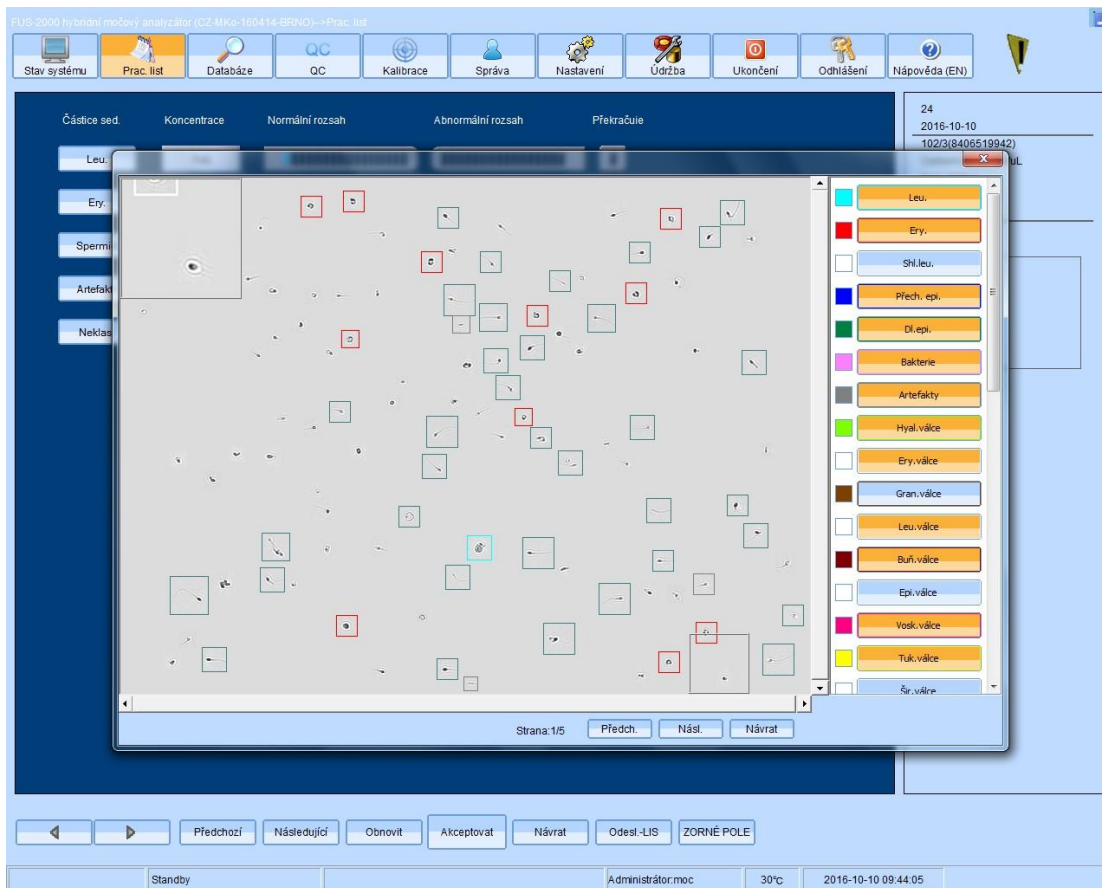 FUS-2000 hybridní močový analyzátor (CZ-MKo-160414-BRNO)-->Prac. list
Stav systému
Prac. list
Databáze
QC
QC
Kalibrace
Správa
Nastavení
Údržba
Ukončení
Odhlášení
Nápověda (EN)
Částice sed.
Koncentrace
Normální rozsah
Abnormální rozsah
Překračuie
24
2016-10-10
102/3(8406519942)
uL
Leu.
Ery.
Spermi
Artefakt
Neklas
Leu.
Ery.
Shl.leu.
Přech. epi.
Dl.epi.
Bakterie
Artefakty
Hyal.válce
Ery.válce
Gran.válce
Leu.válce
Buň.válce
Epi.válce
Vosk.válce
Tuk.válce
Šir.válce
Strana:1/5
Předch.
Násl.
Návrat
Předchozí
Následující
Obnovit
Akceptovat
Návrat
Odesl.-LIS
ZORNÉ POLE
Standby
Administrátor:moc
30°C
2016-10-10 09:44:05